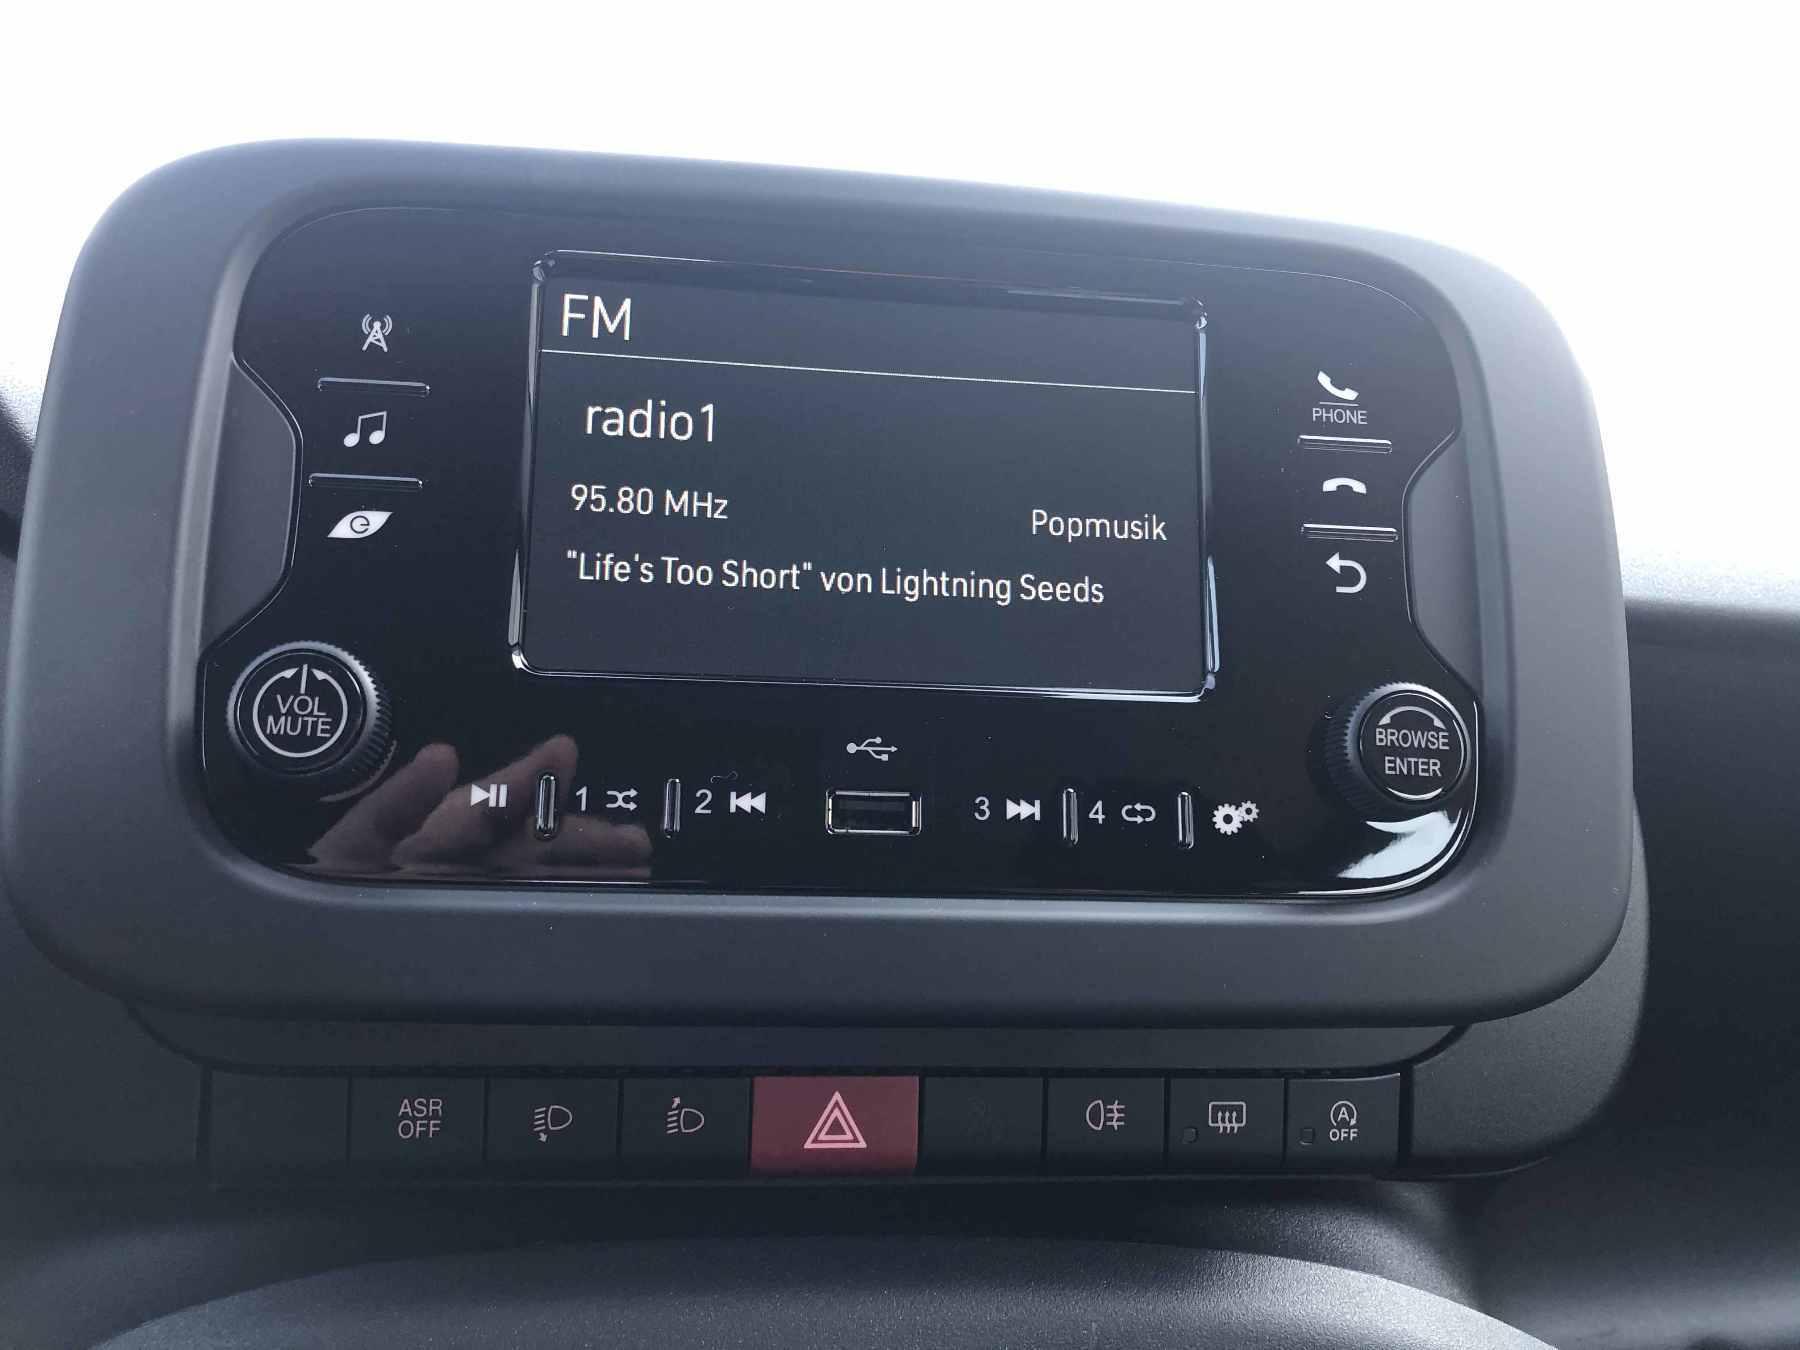 FM
radio1
95.80 MHz
Popmusik
"Life's Too Short" von Lightning Seeds
PHONE
e
VOL
MUTE
BROWSE
ENTER
1
2
3
4
ASR
OFF
A
OFF